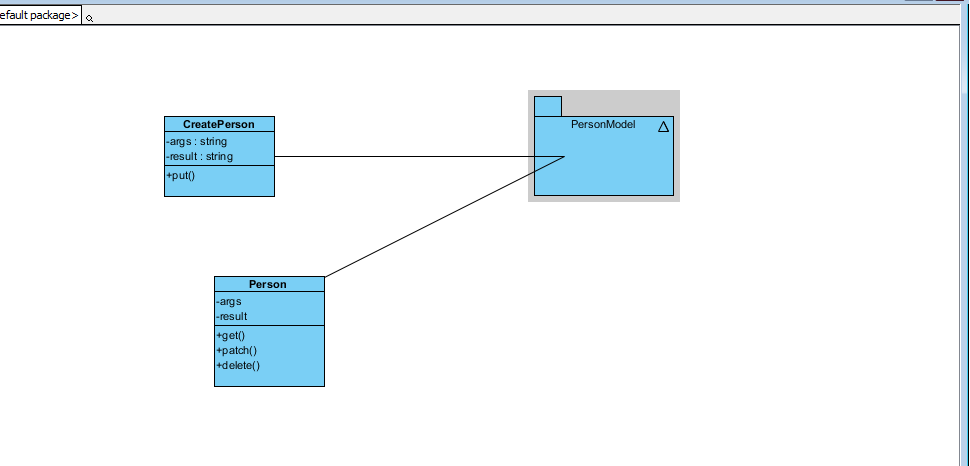 efault package>
CreatePerson
-args : string
-result : string
+put()
PersonModel
Person
-args
-result
+get()
+patch()
+delete()